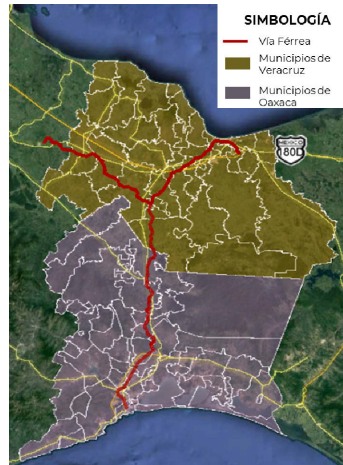 SIMBOLOGÍA
Vía Férrea
Municipios de
Veracruz
Municipios de
Oaxaca
MEXICO
180D